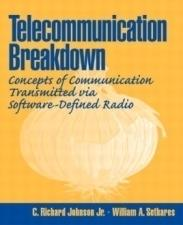 Telecommunication
Breakdown
Concepts of Communication
Transmitted via
Software-Defined Radio
C. Richard Johnson Jr. • William A. Sethares